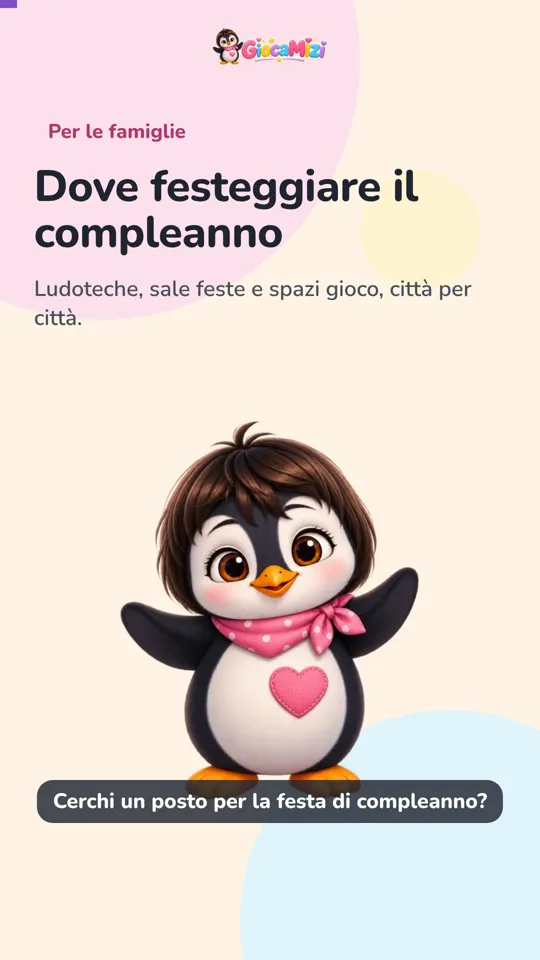 GiocaMizi
Per le famiglie
Dove festeggiare il
compleanno
Ludoteche, sale feste e spazi gioco, città per
città.
Cerchi un posto per la festa di compleanno?